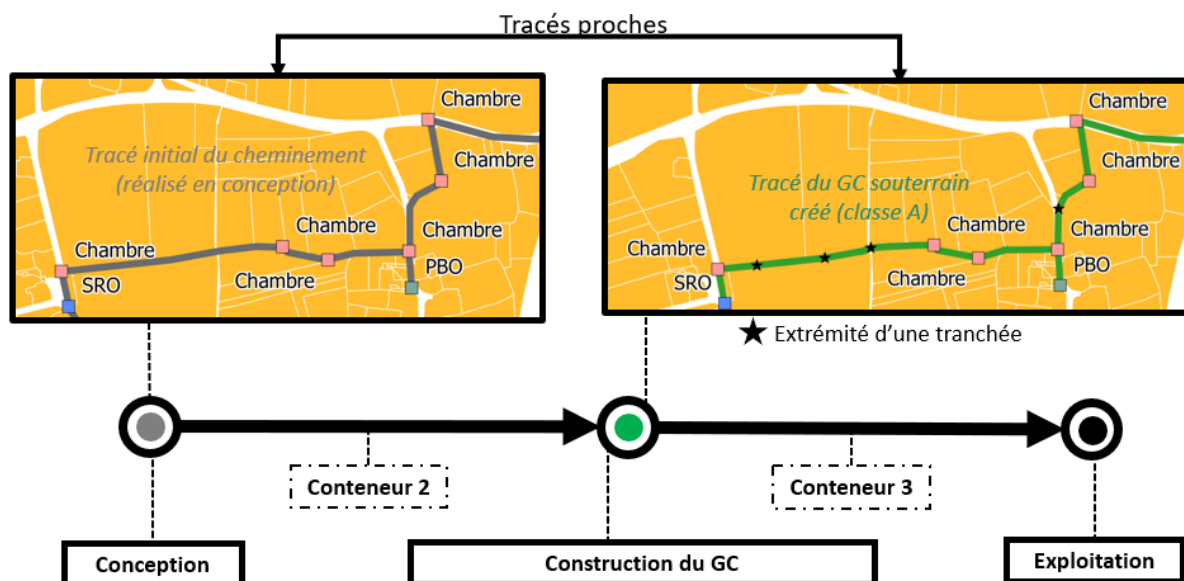 Tracés proches
Chambre
Tracé initial du cheminement
(réalisé en conception)
Chambre
Chambre
Chambre
Chambre
Chambre
SRO
PBO
Chambre
Chambre
Tracé du GC souterrain
créé (classe A)
Chambre
Chambre
Chambre
Chambre
SRO
PBO
★ Extrémité d’une tranchée
Conteneur 2
Conteneur 3
Conception
Construction du GC
Exploitation